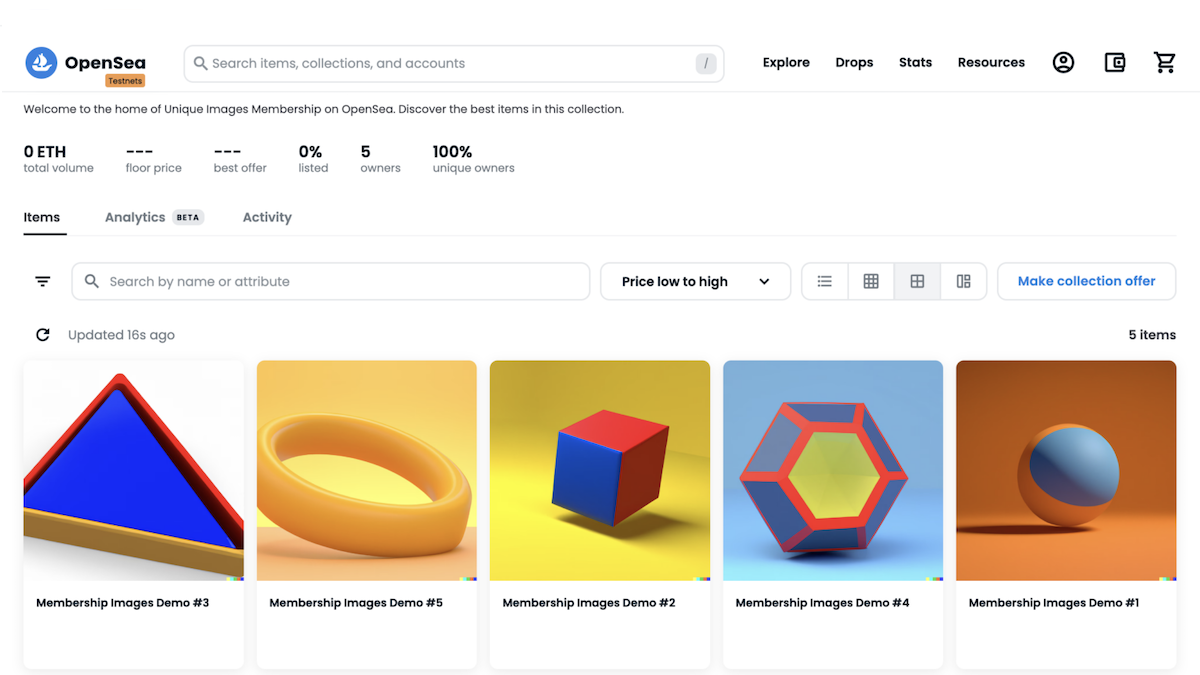 OpenSea
Testnets
Search items, collections, and accounts
/
Explore
Drops
Stats
Resources
Welcome to the home of Unique Images Membership on OpenSea. Discover the best items in this collection.
0 ETH
total volume
---
floor price
---
best offer
0%
listed
5
owners
100%
unique owners
Items
Analytics BETA
Activity
Search by name or attribute
Price low to high
Make collection offer
Updated 16s ago
5 items
Membership Images Demo #3
Membership Images Demo #5
Membership Images Demo #2
Membership Images Demo #4
Membership Images Demo #1